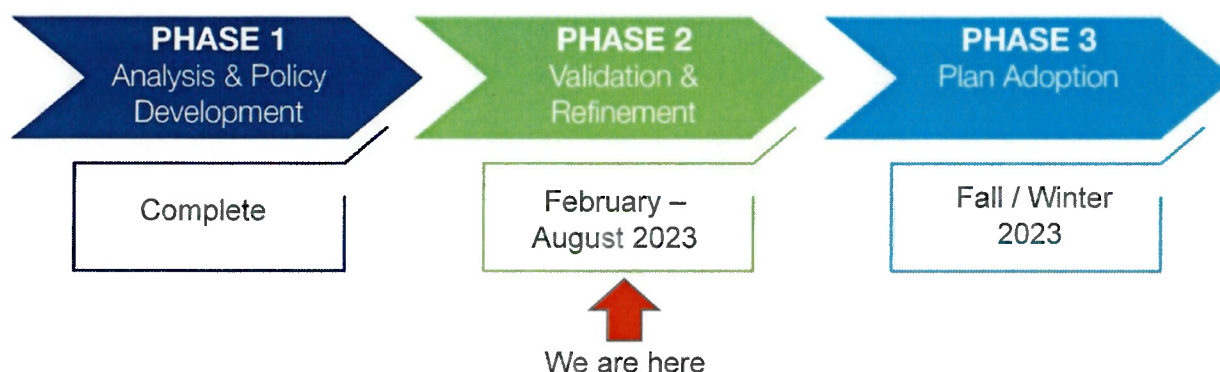 PHASE 1
Analysis & Policy
Development
Complete
PHASE 2
Validation &
Refinement
February –
August 2023
We are here
PHASE 3
Plan Adoption
Fall / Winter
2023